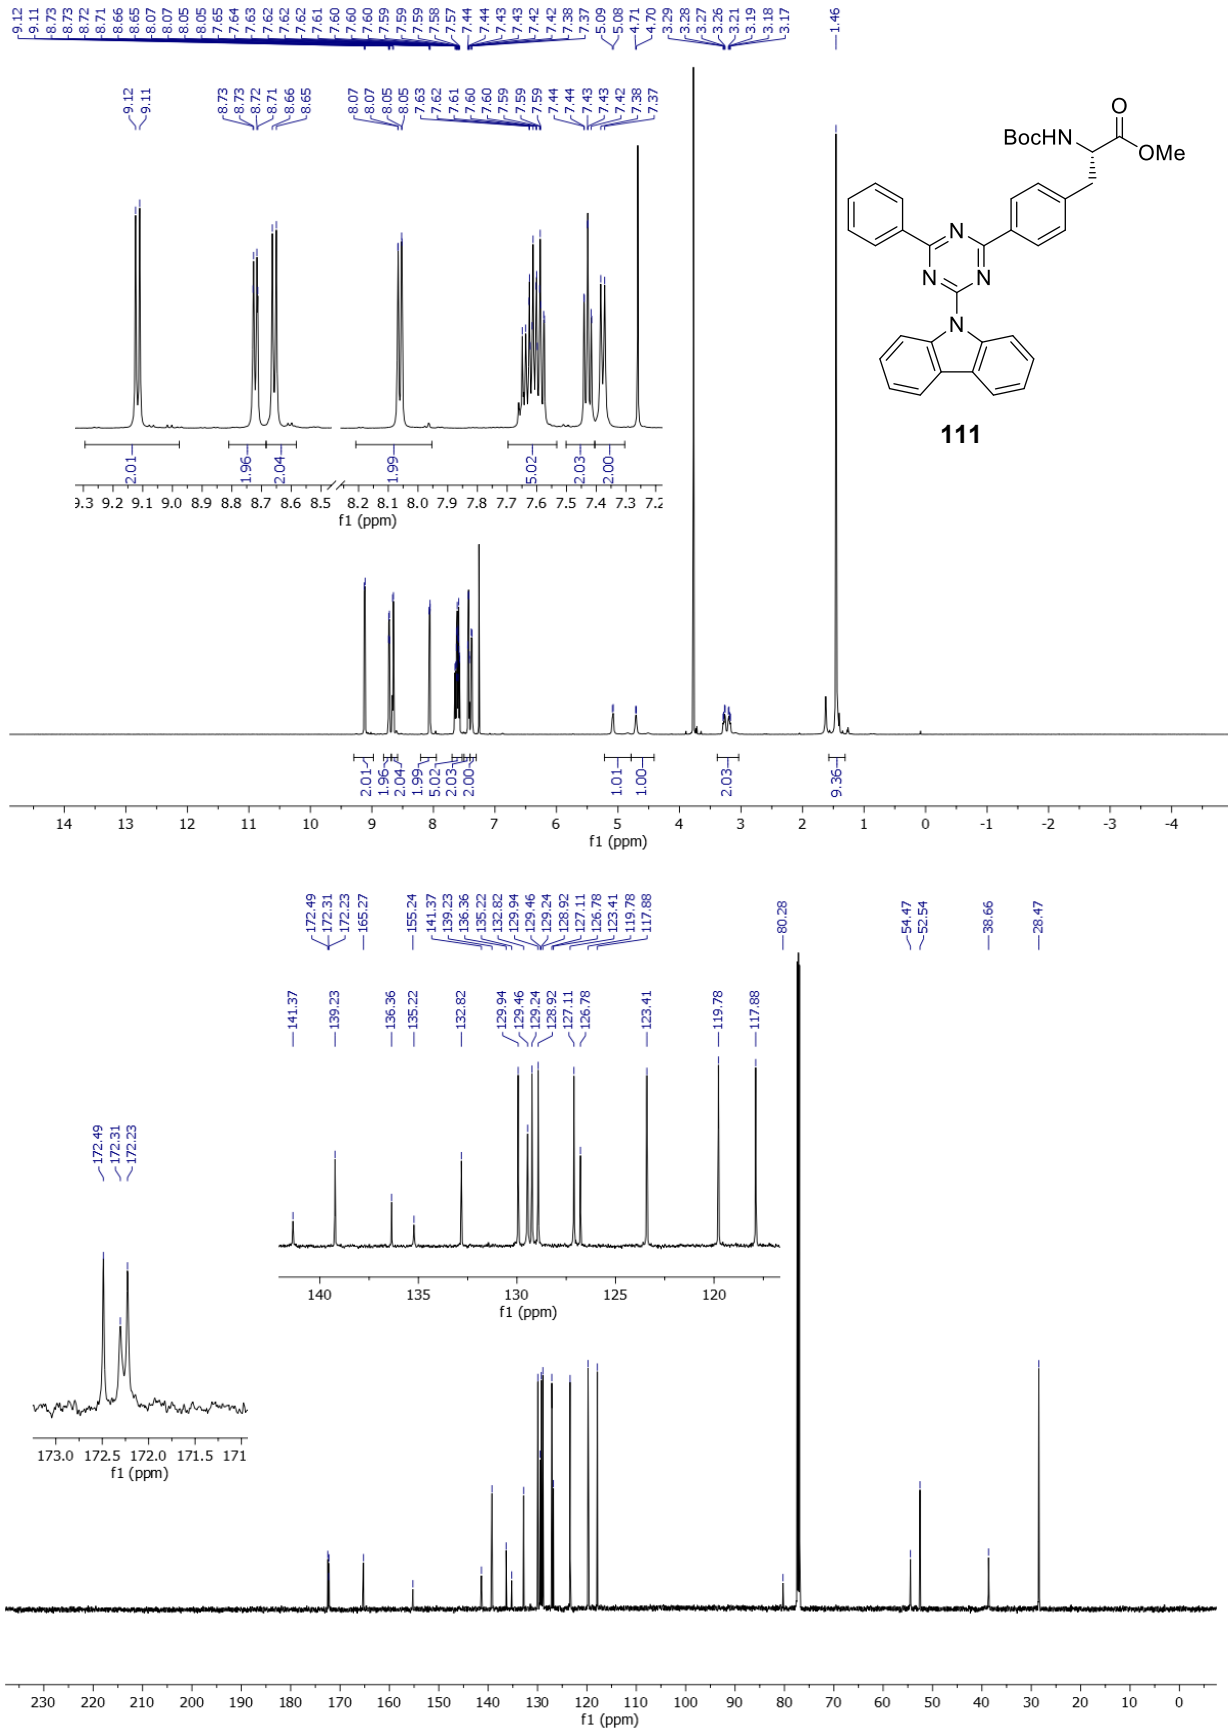 9.12 9.11 8.73 8.73 8.72 8.71 8.66 8.65 8.07 8.07 8.05 8.05 7.65 7.64 7.63 7.62 7.62 7.62 7.61 7.60 7.60 7.60 7.59 7.59 7.59 7.58 7.57 7.44 7.44 7.43 7.43 7.42 7.42 7.38 7.37 5.09 5.08 4.71 4.70 3.29 3.28 3.27 3.26 3.21 3.19 3.18 3.17 1.46
9.12 9.11 8.73 8.73 8.72 8.71 8.66 8.65 8.07 8.07 8.05 8.05 7.63 7.62 7.61 7.60 7.60 7.59 7.59 7.59 7.44 7.44 7.43 7.43 7.42 7.38 7.37
O
BocHN
OMe
N
N N
N
111
2.01 1.96 2.04 1.99 5.02 2.03 2.00
9.3 9.2 9.1 9.0 8.9 8.8 8.7 8.6 8.5 8.2 8.1 8.0 7.9 7.8 7.7 7.6 7.5 7.4 7.3 7.2
f1 (ppm)
2.01 1.96 2.04 1.99 5.02 2.03 2.00 1.01 1.00 2.03 9.36
14 13 12 11 10 9 8 7 6 5 4 3 2 1 0 -1 -2 -3 -4
f1 (ppm)
172.49 172.31 172.23 165.27 155.24 141.37 139.23 136.36 135.22 132.82 129.94 129.46 129.24 128.92 127.11 126.78 123.41 119.78 117.88 80.28 54.47 52.54 38.66 28.47
141.37 139.23 136.36 135.22 132.82 129.94 129.46 129.24 128.92 127.11 126.78 123.41 119.78 117.88
172.49 172.31 172.23
140 135 130 125 120
f1 (ppm)
173.0 172.5 172.0 171.5 171
f1 (ppm)
230 220 210 200 190 180 170 160 150 140 130 120 110 100 90 80 70 60 50 40 30 20 10 0
f1 (ppm)